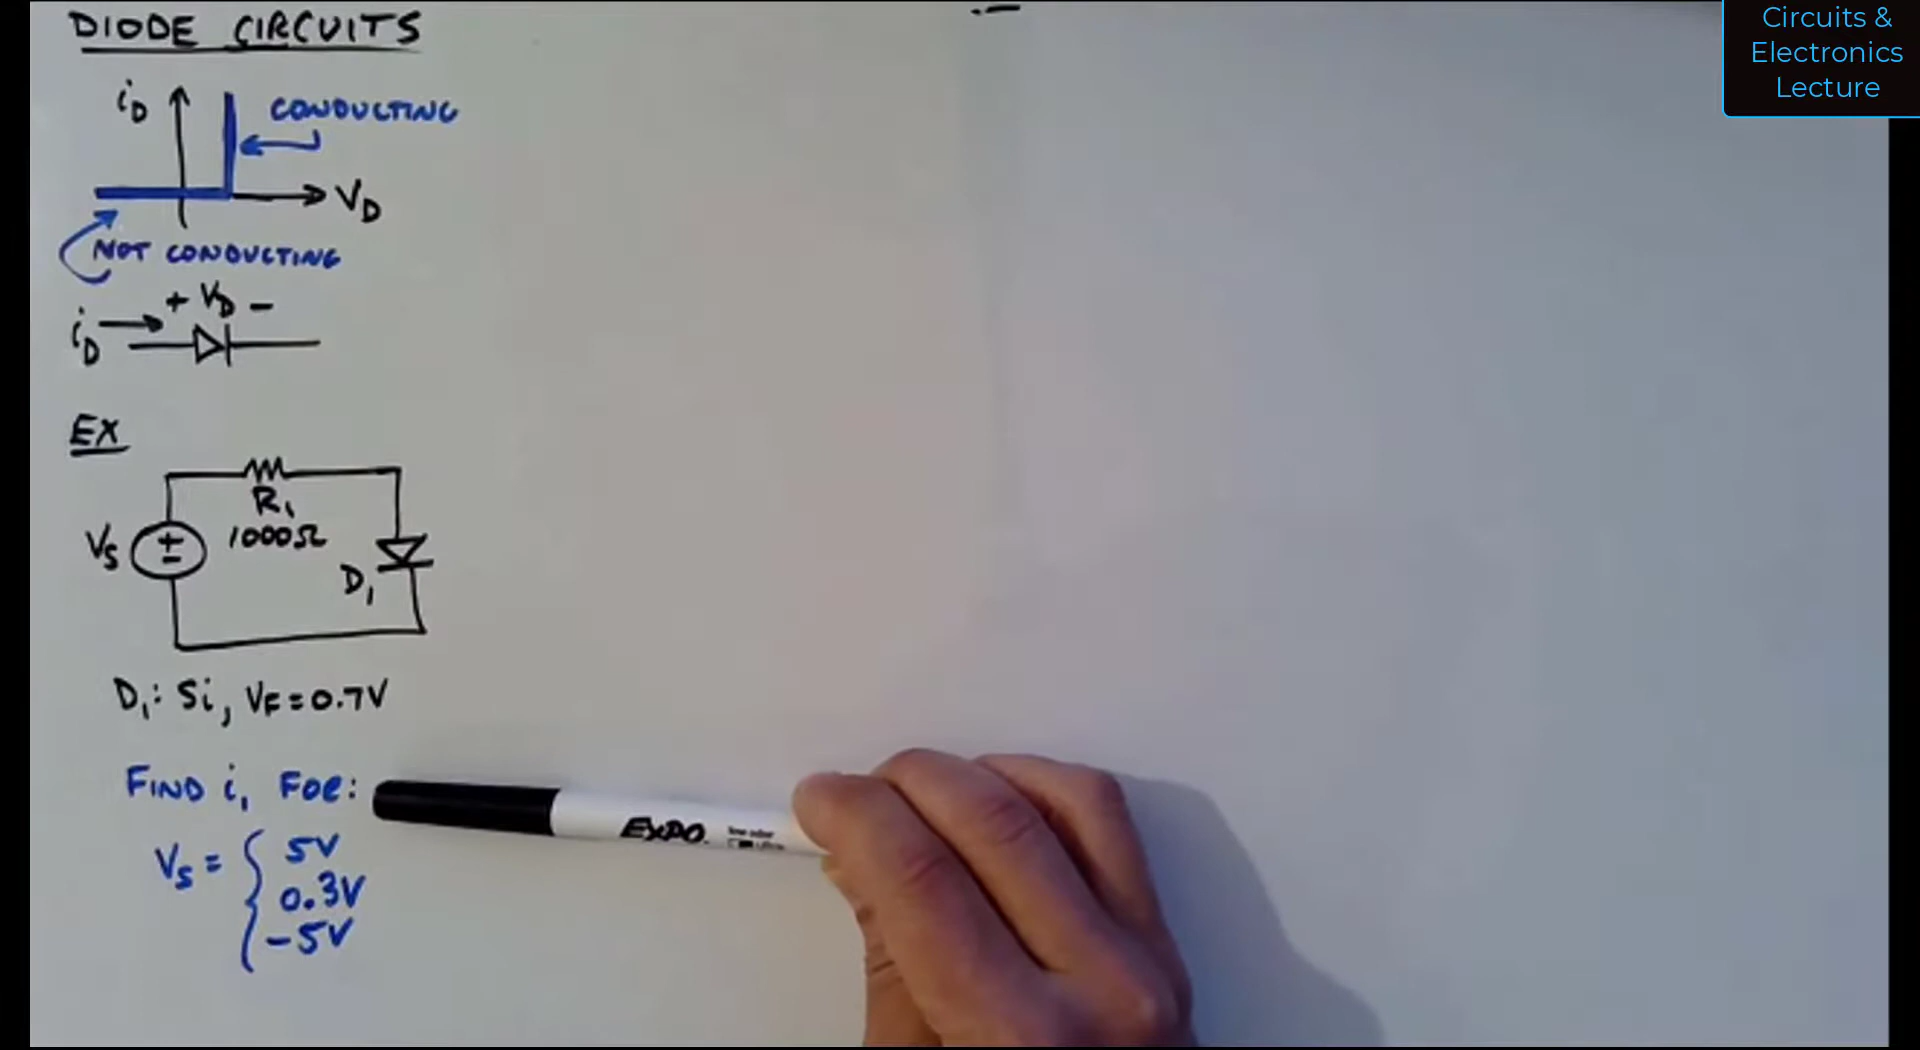 DIODE CIRCUITS
Circuits &
Electronics
Lecture
iD
CONDUCTING
VD
NOT CONDUCTING
+ VD -
iD
EX
R1
1000Ω
VS
+
-
D1
D1: Si, VF = 0.7V
FIND i1 FOR:
EXPO
VS = { 5V
0.3V
-5V